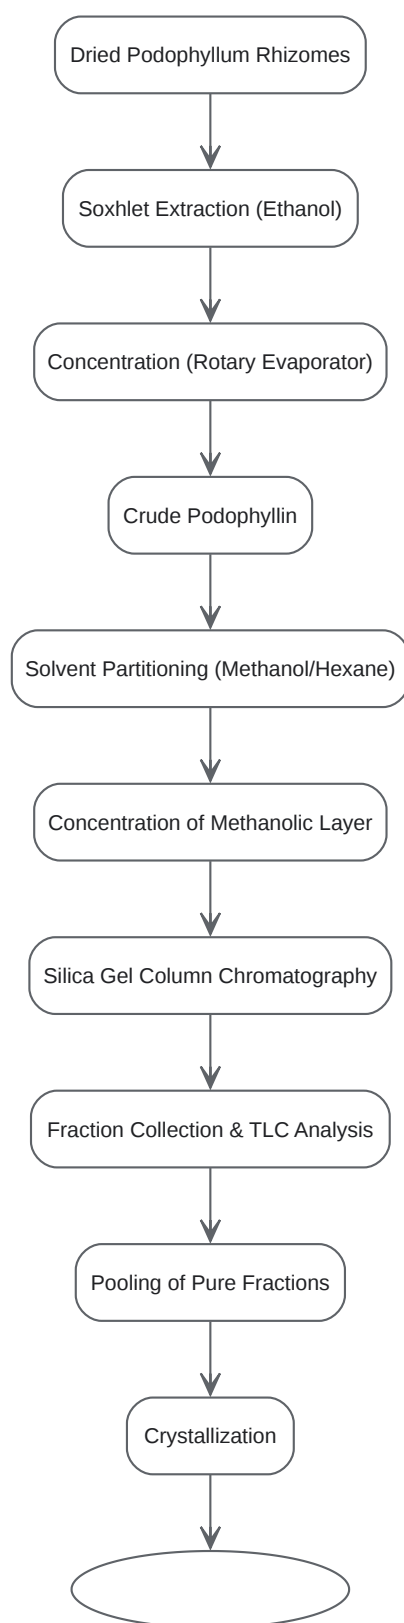 Dried Podophyllum Rhizomes
Soxhlet Extraction (Ethanol)
Concentration (Rotary Evaporator)
Crude Podophyllin
Solvent Partitioning (Methanol/Hexane)
Concentration of Methanolic Layer
Silica Gel Column Chromatography
Fraction Collection & TLC Analysis
Pooling of Pure Fractions
Crystallization